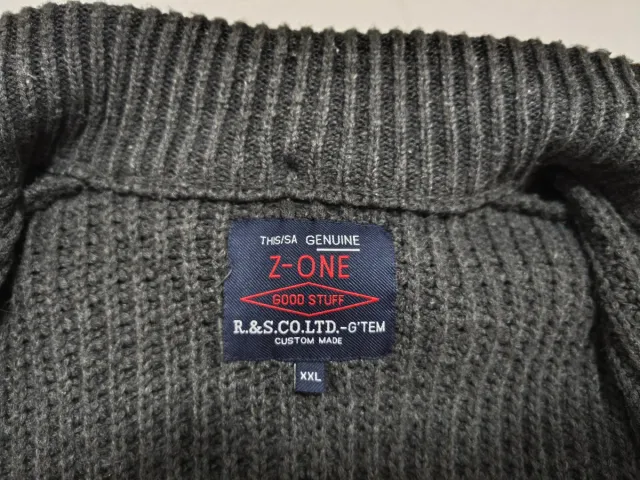 THIS/SA GENUINE
Z-ONE
GOOD STUFF
R.&S.CO.LTD.-G'TEM
CUSTOM MADE
XXL